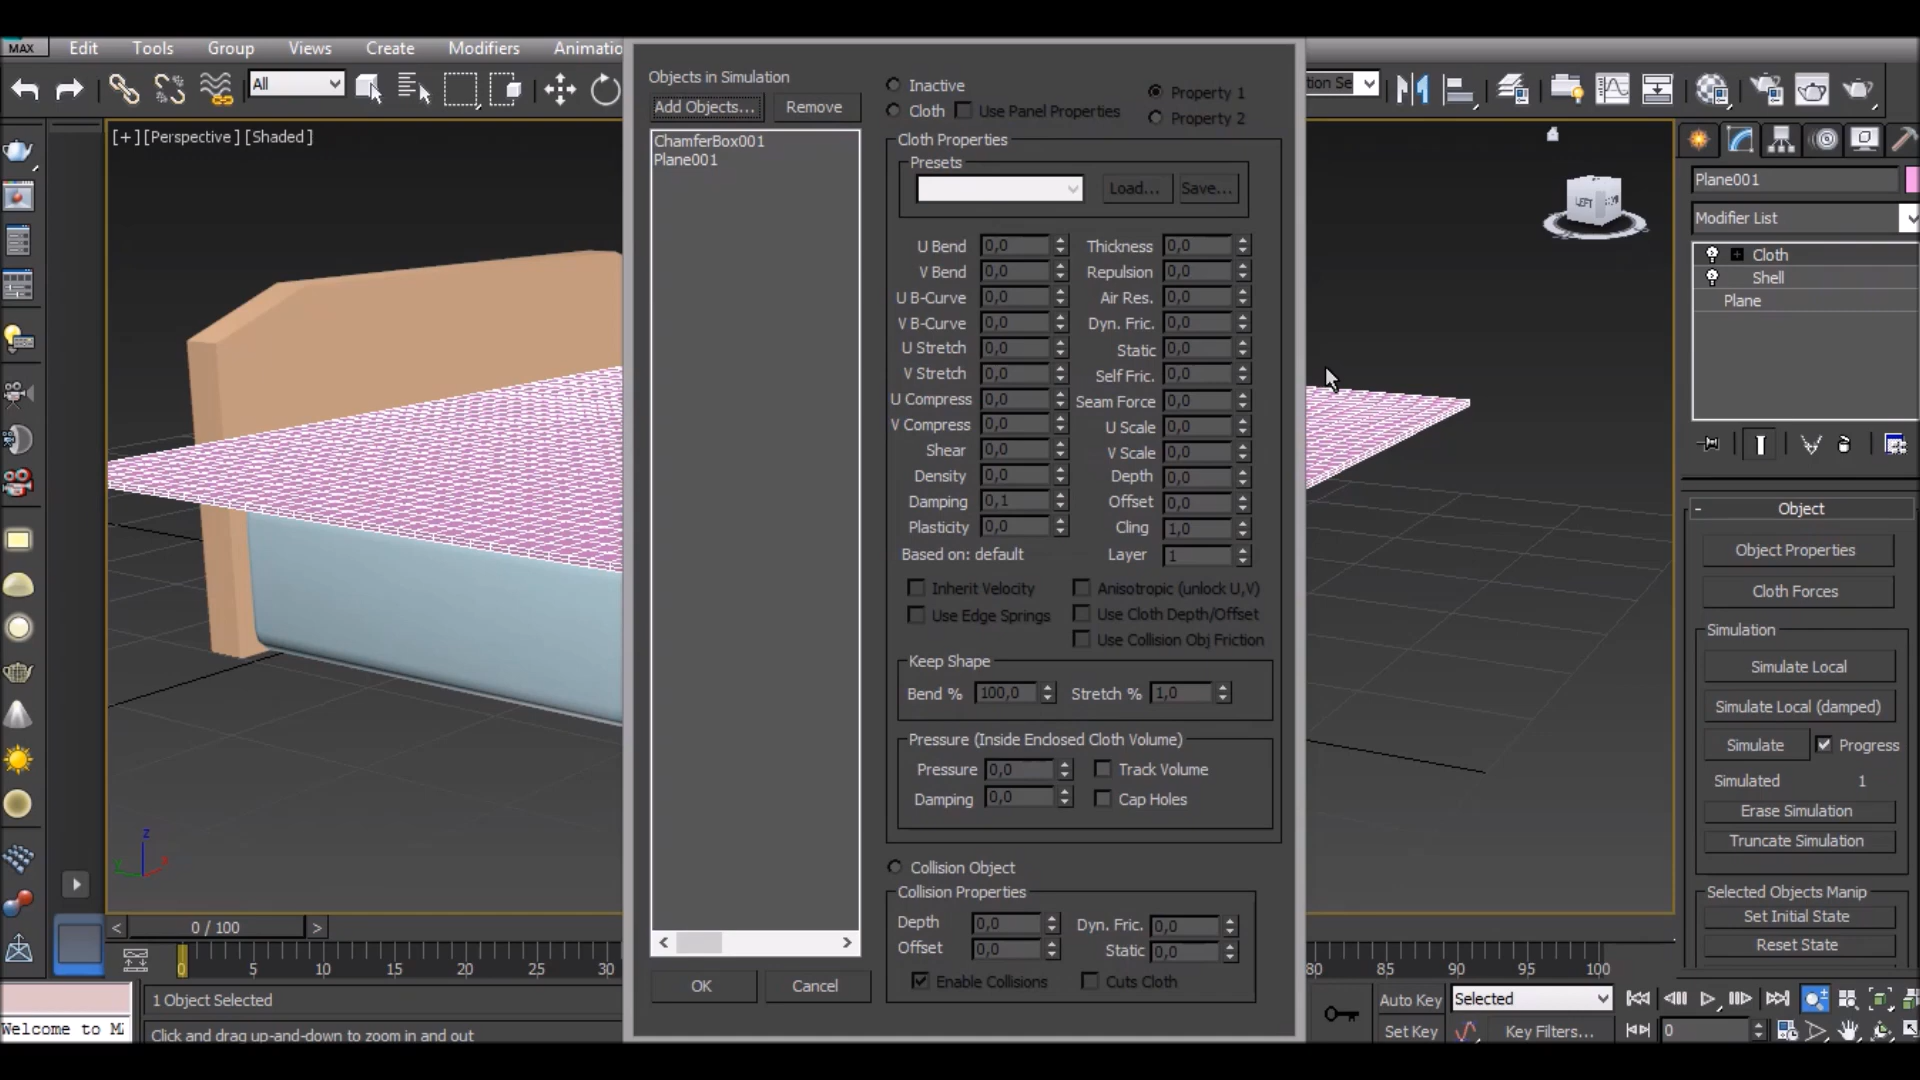 MAX Edit Tools Group Views Create Modifiers Animatio
All
tion Se
[+][Perspective] [Shaded]
Objects in Simulation
Add Objects... Remove
ChamferBox001
Plane001
OK Cancel
Inactive
Cloth Use Panel Properties
Property 1
Property 2
Cloth Properties
Presets
Load... Save...
U Bend 0,0 Thickness 0,0
V Bend 0,0 Repulsion 0,0
U B-Curve 0,0 Air Res. 0,0
V B-Curve 0,0 Dyn. Fric. 0,0
U Stretch 0,0 Static 0,0
V Stretch 0,0 Self Fric. 0,0
U Compress 0,0 Seam Force 0,0
V Compress 0,0 U Scale 0,0
Shear 0,0 V Scale 0,0
Density 0,0 Depth 0,0
Damping 0,1 Offset 0,0
Plasticity 0,0 Cling 1,0
Based on: default Layer 1
Inherit Velocity Anisotropic (unlock U,V)
Use Edge Springs Use Cloth Depth/Offset
Use Collision Obj Friction
Keep Shape
Bend % 100,0 Stretch % 1,0
Pressure (Inside Enclosed Cloth Volume)
Pressure 0,0 Track Volume
Damping 0,0 Cap Holes
Collision Object
Collision Properties
Depth 0,0 Dyn. Fric. 0,0
Offset 0,0 Static 0,0
Enable Collisions Cuts Cloth
LEFT
Plane001
Modifier List
Cloth
Shell
Plane
- Object
Object Properties
Cloth Forces
Simulation
Simulate Local
Simulate Local (damped)
Simulate Progress
Simulated 1
Erase Simulation
Truncate Simulation
Selected Objects Manip
Set Initial State
Reset State
z
< 0 / 100 >
0 5 10 15 20 25 30 80 85 90 95 100
1 Object Selected
Welcome to M
Click and drag up-and-down to zoom in and out
Auto Key Selected
Set Key Key Filters... 0